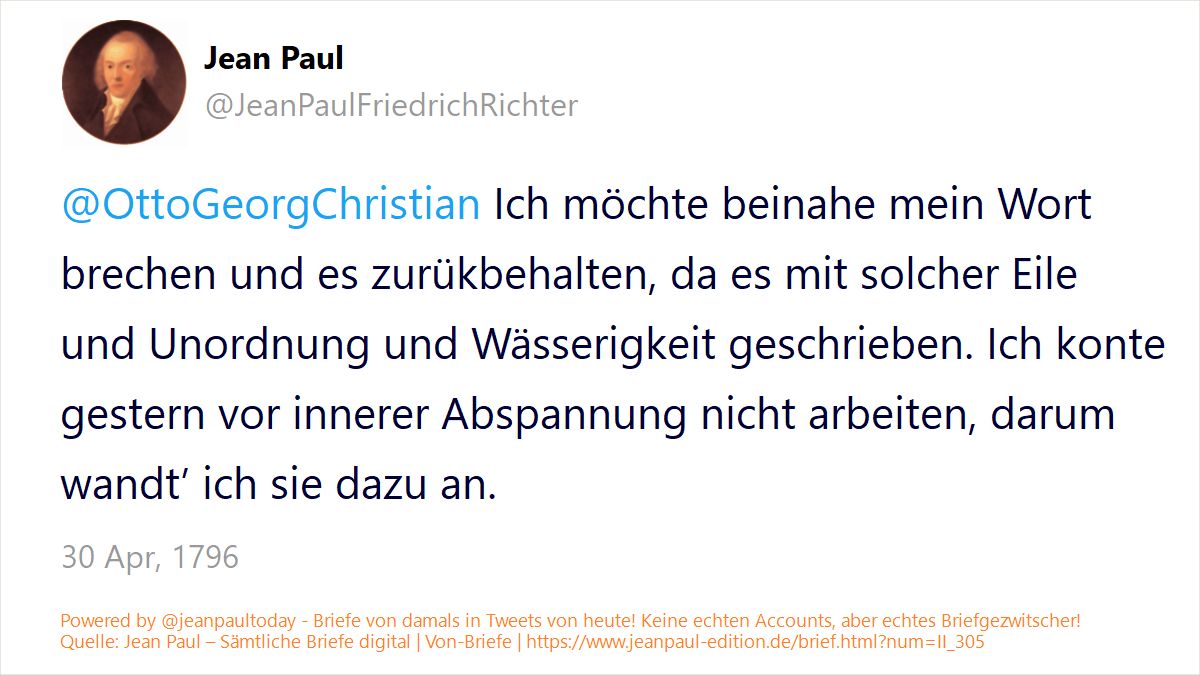 Jean Paul
@JeanPaulFriedrichRichter
@OttoGeorgChristian Ich möchte beinahe mein Wort
brechen und es zurükbehalten, da es mit solcher Eile
und Unordnung und Wässerigkeit geschrieben. Ich konte
gestern vor innerer Abspannung nicht arbeiten, darum
wandt’ ich sie dazu an.
30 Apr, 1796
Powered by @jeanpaultoday - Briefe von damals in Tweets von heute! Keine echten Accounts, aber echtes Briefgezwitscher!
Quelle: Jean Paul – Sämtliche Briefe digital | Von-Briefe | https://www.jeanpaul-edition.de/brief.html?num=II_305